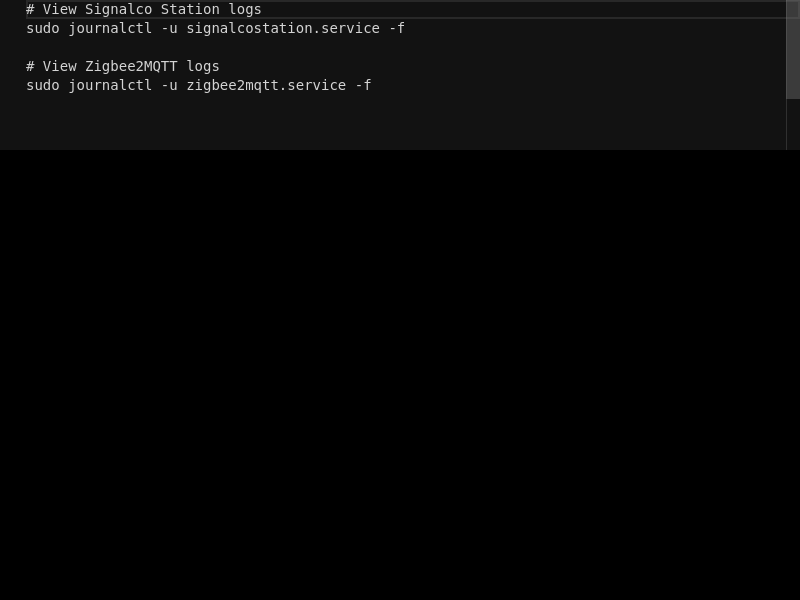 # View Signalco Station logs
sudo journalctl -u signalcostation.service -f

# View Zigbee2MQTT logs
sudo journalctl -u zigbee2mqtt.service -f